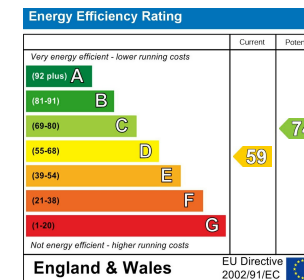 Energy Efficiency Rating
Current
Very energy efficient - lower running costs
(92 plus) A
(81-91) B
(69-80) C
(55-68) D
59
(39-54) E
(21-38) F
(1-20) G
Not energy efficient - higher running costs
England & Wales
EU Directive
2002/91/EC